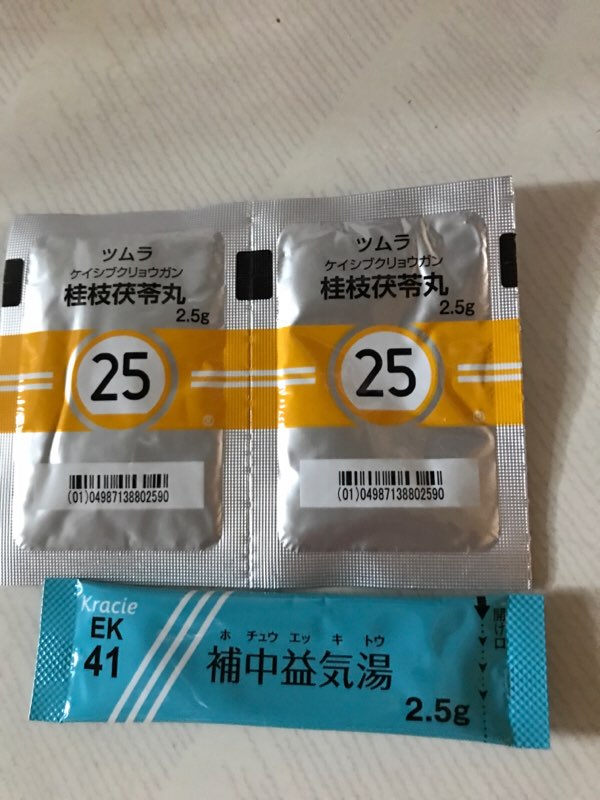 ツムラ
ケイシブクリョウガン
桂枝茯苓丸
2.5g
25
®
(01)04987138802590
ツムラ
ケイシブクリョウガン
桂枝茯苓丸
2.5g
25
®
(01)04987138802590
Kracie
EK
41
ホ チュウ エッ キ トウ
補中益気湯
2.5g
開け口